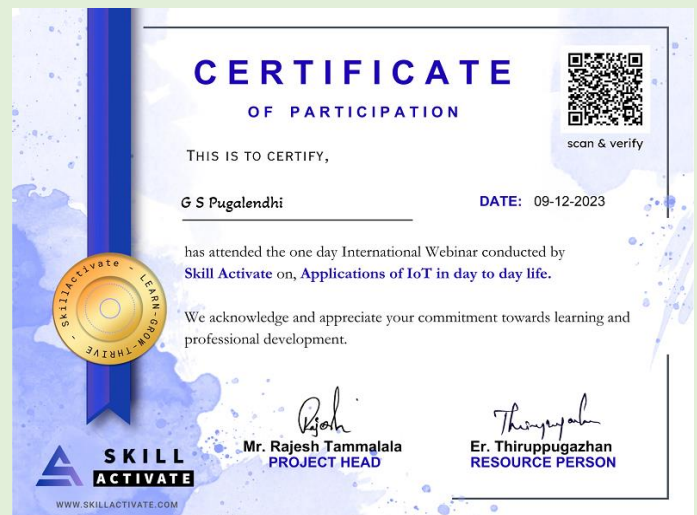 CERTIFICATE
OF PARTICIPATION
scan & verify
THIS IS TO CERTIFY,
G S Pugalendhi
DATE: 09-12-2023
has attended the one day International Webinar conducted by
Skill Activate on, Applications of IoT in day to day life.
We acknowledge and appreciate your commitment towards learning and
professional development.
- SkillActivate - LEARN-GROW-THRIVE
Rajesh
Thiruppugazhan
Mr. Rajesh Tammalala
PROJECT HEAD
Er. Thiruppugazhan
RESOURCE PERSON
SKILL
ACTIVATE
WWW.SKILLACTIVATE.COM